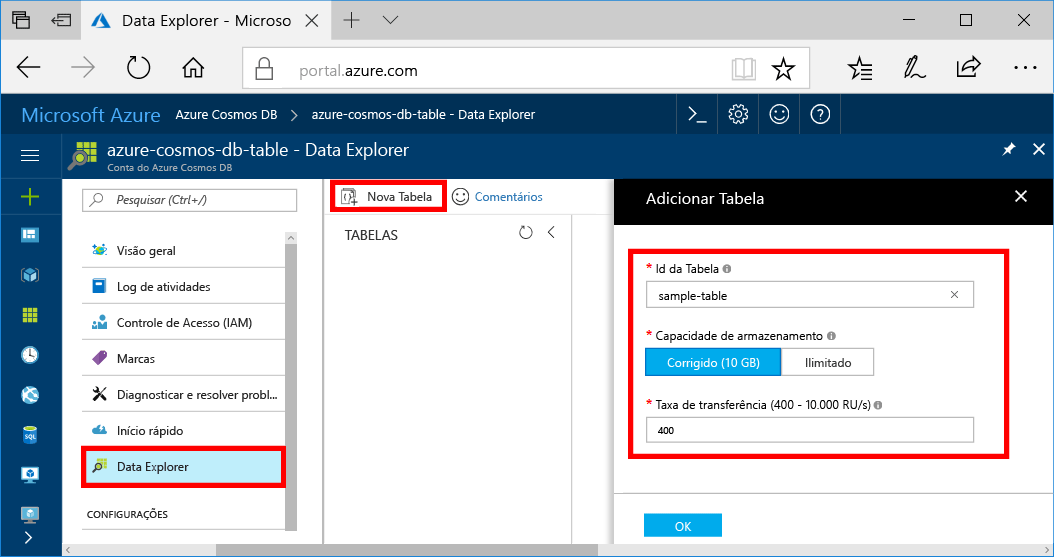 Data Explorer - Microso
portal.azure.com
Microsoft Azure Azure Cosmos DB > azure-cosmos-db-table - Data Explorer
azure-cosmos-db-table - Data Explorer
Conta do Azure Cosmos DB
Pesquisar (Ctrl+/)
Visão geral
Log de atividades
Controle de Acesso (IAM)
Marcas
Diagnosticar e resolver probl...
Início rápido
Data Explorer
CONFIGURAÇÕES
SQL
Nova Tabela Comentários
TABELAS
Adicionar Tabela
* Id da Tabela
sample-table
* Capacidade de armazenamento
Corrigido (10 GB) Ilimitado
* Taxa de transferência (400 - 10.000 RU/s)
400
OK